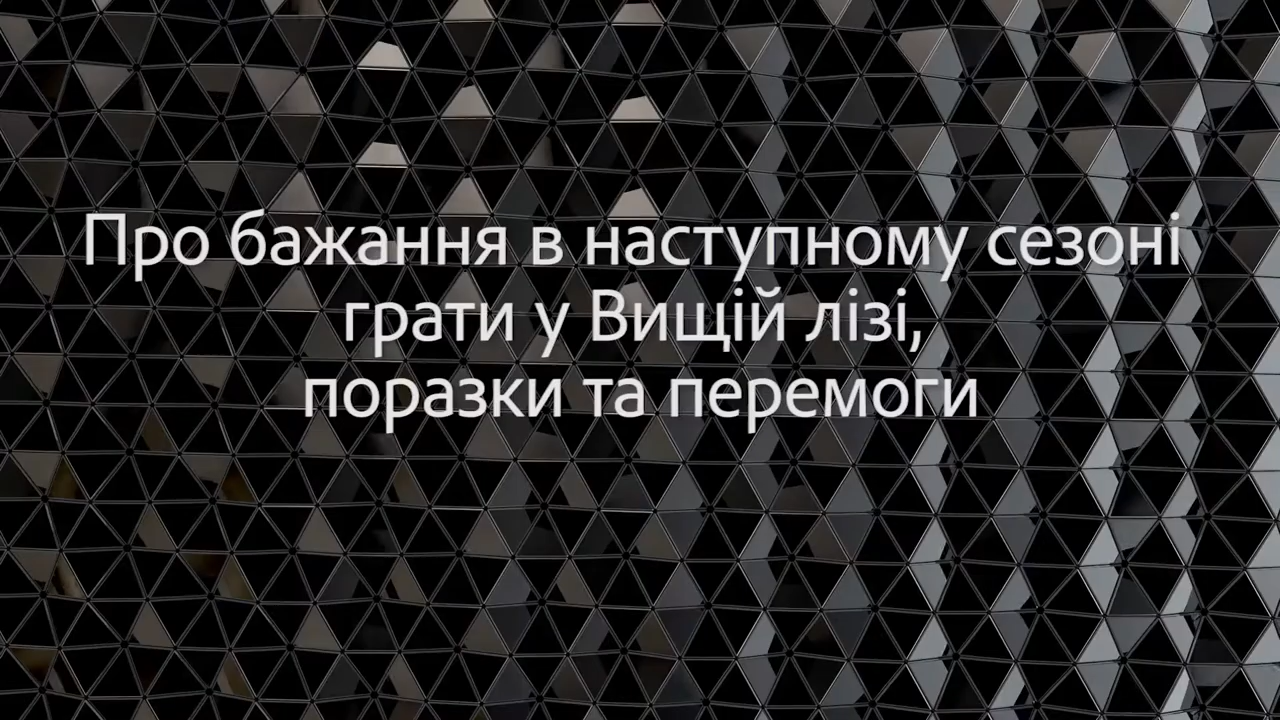 Про бажання в наступному сезоні
грати у Вищій лізі,
поразки та перемоги